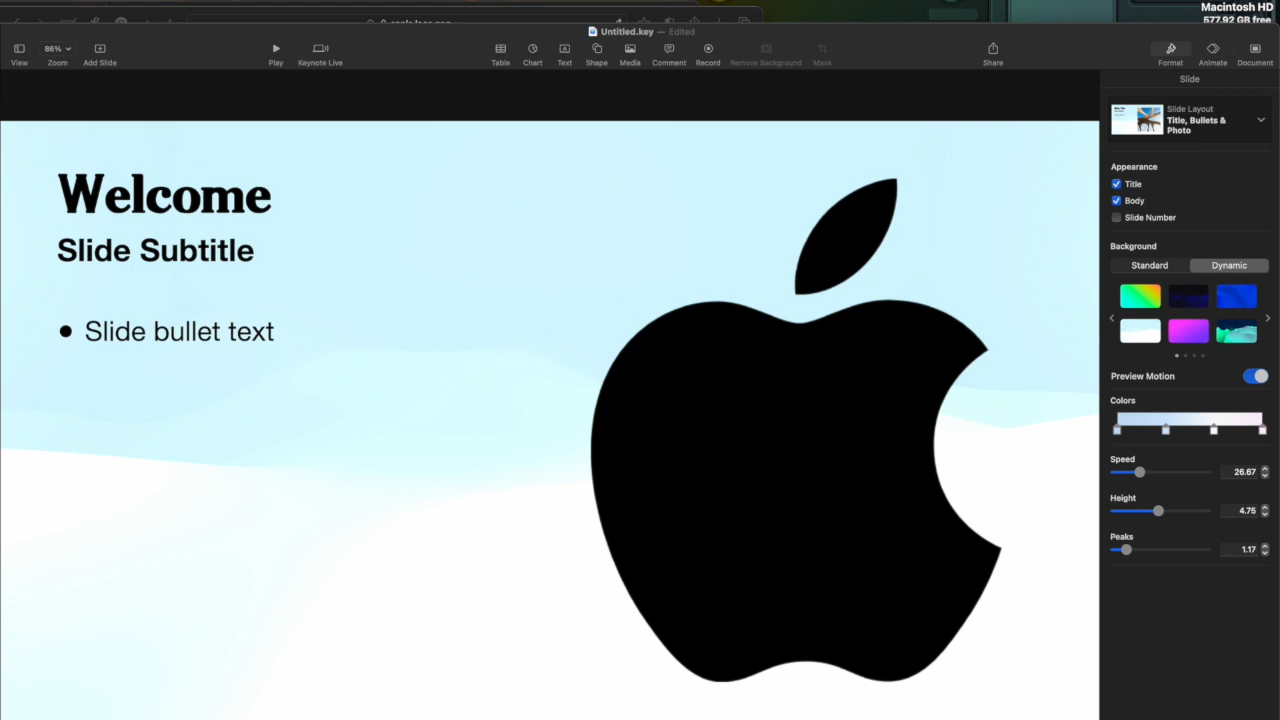 Macintosh HD
577.92 GB free
Untitled.key — Edited
View
86%
Zoom
Add Slide
Play
Keynote Live
Table
Chart
Text
Shape
Media
Comment
Record
Remove Background
Mask
Share
Format
Animate
Document
Slide
Slide Layout
Title, Bullets &
Photo
Appearance
Title
Body
Slide Number
Background
Standard
Dynamic
Preview Motion
Colors
Speed
26.67
Height
4.75
Peaks
1.17
Welcome
Slide Subtitle
• Slide bullet text